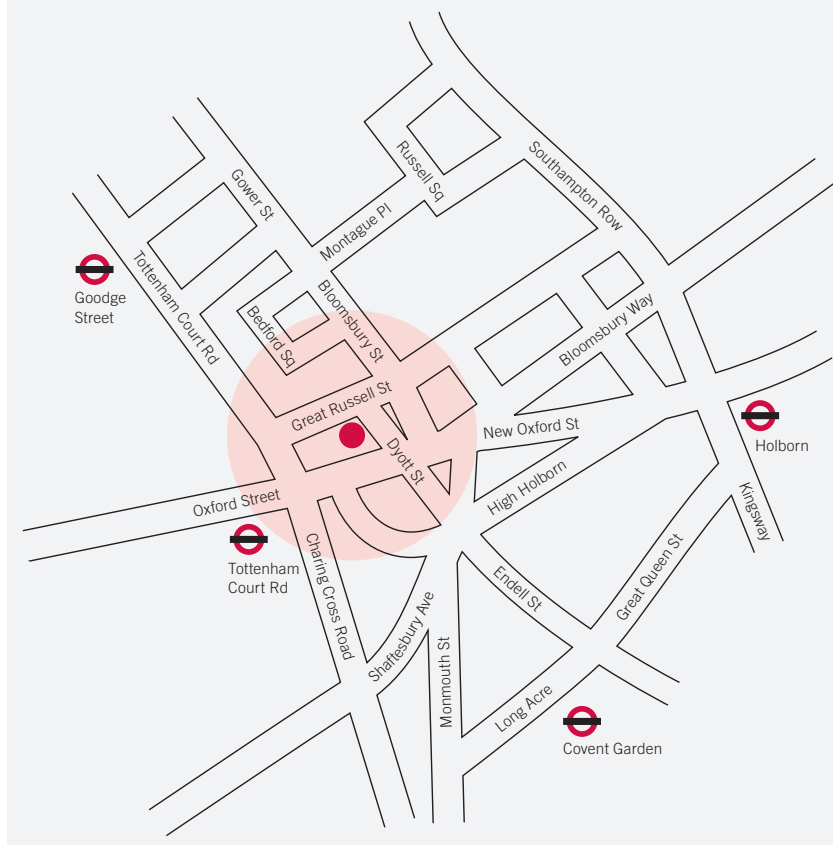 Southampton Row
Russell Sq
Gower St
Montague Pl
Goodge
Street
Tottenham Court Rd
Bloomsbury St
Bedford Sq
Bloomsbury Way
Great Russell St
New Oxford St
Holborn
Dyott St
High Holborn
Oxford Street
Kingsway
Tottenham
Court Rd
Charing Cross Road
Endell St
Great Queen St
Shaftesbury Ave
Monmouth St
Long Acre
Covent Garden